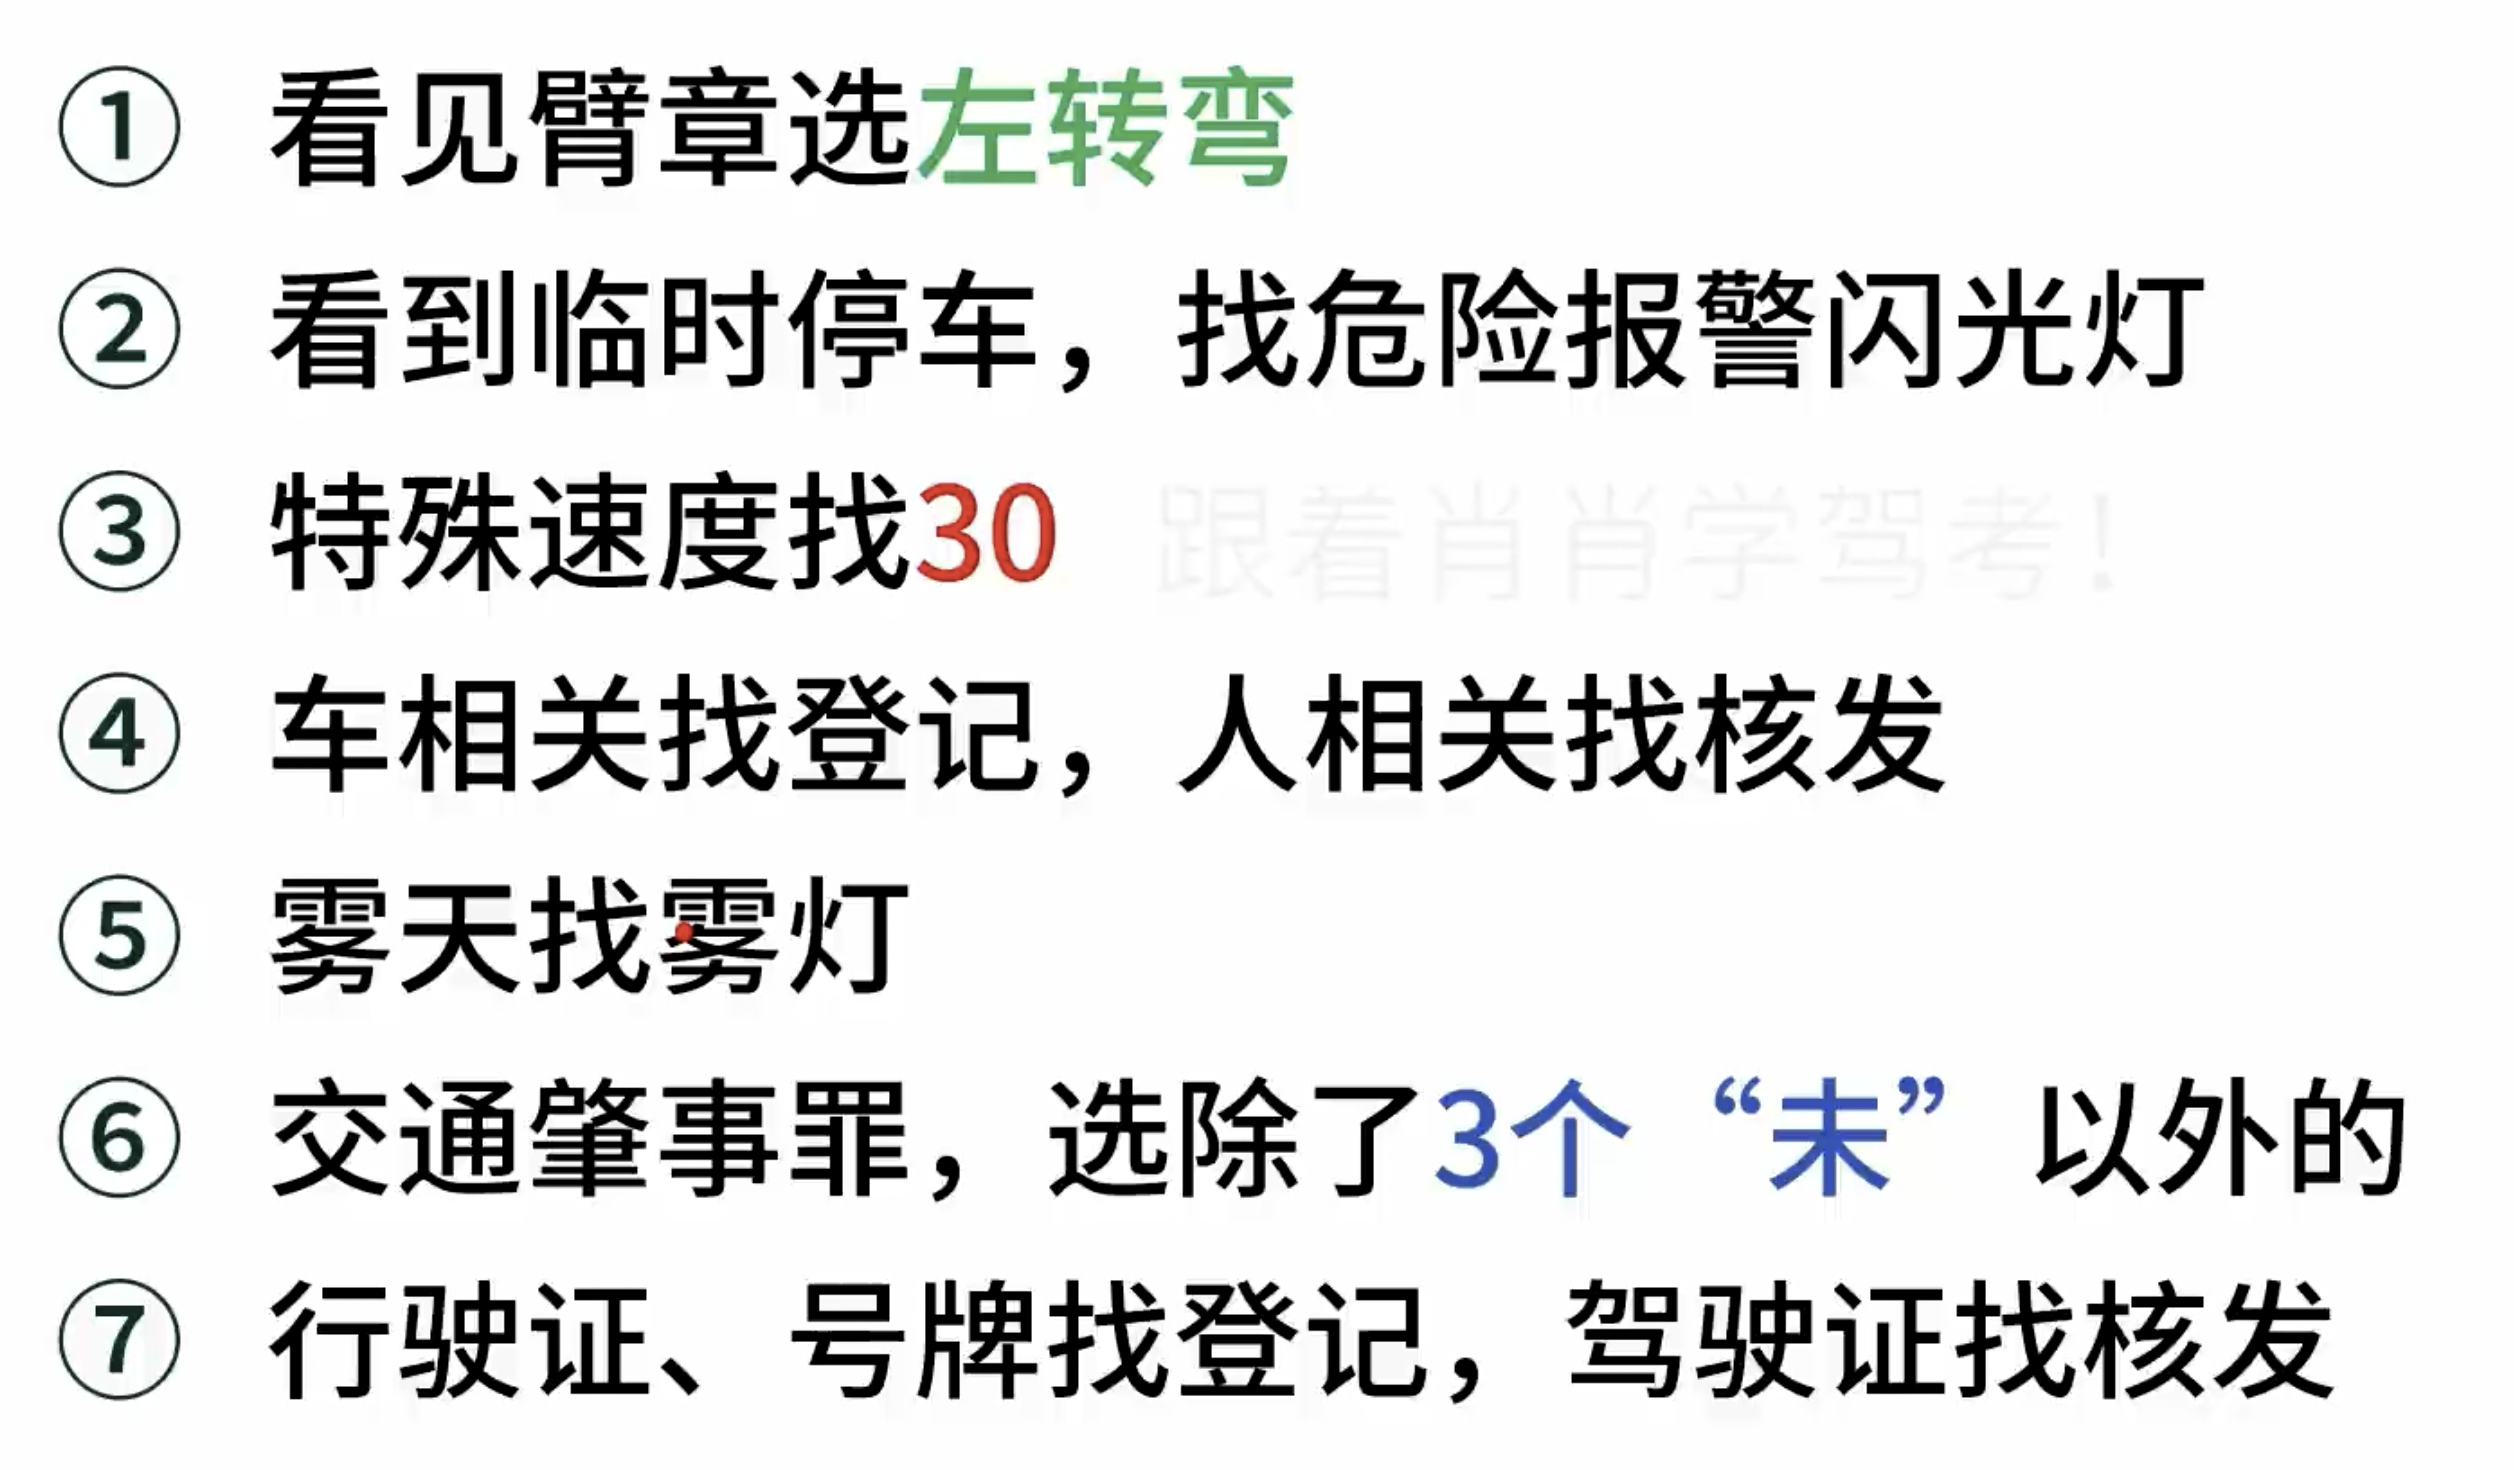 ① 看见臂章选左转弯
② 看到临时停车，找危险报警闪光灯
③ 特殊速度找30 跟着肖肖学驾考！
④ 车相关找登记，人相关找核发
⑤ 雾天找雾灯
⑥ 交通肇事罪，选除了3个“未”以外的
⑦ 行驶证、号牌找登记，驾驶证找核发